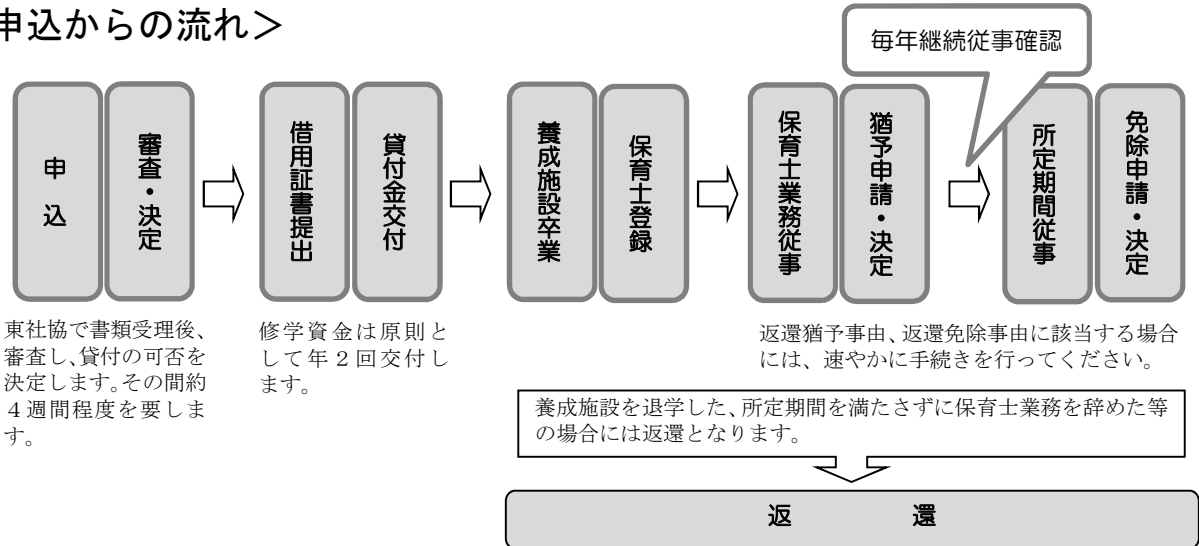 申込からの流れ＞
毎年継続従事確認
申込
審査・決定
借用証書提出
貸付金交付
養成施設卒業
保育士登録
保育士業務従事
猶予申請・決定
所定期間従事
免除申請・決定
東社協で書類受理後、
審査し、貸付の可否を
決定します。その間約
４週間程度を要しま
す。
修学資金は原則と
して年２回交付し
ます。
返還猶予事由、返還免除事由に該当する場合
には、速やかに手続きを行ってください。
養成施設を退学した、所定期間を満たさずに保育士業務を辞めた等
の場合には返還となります。
返還